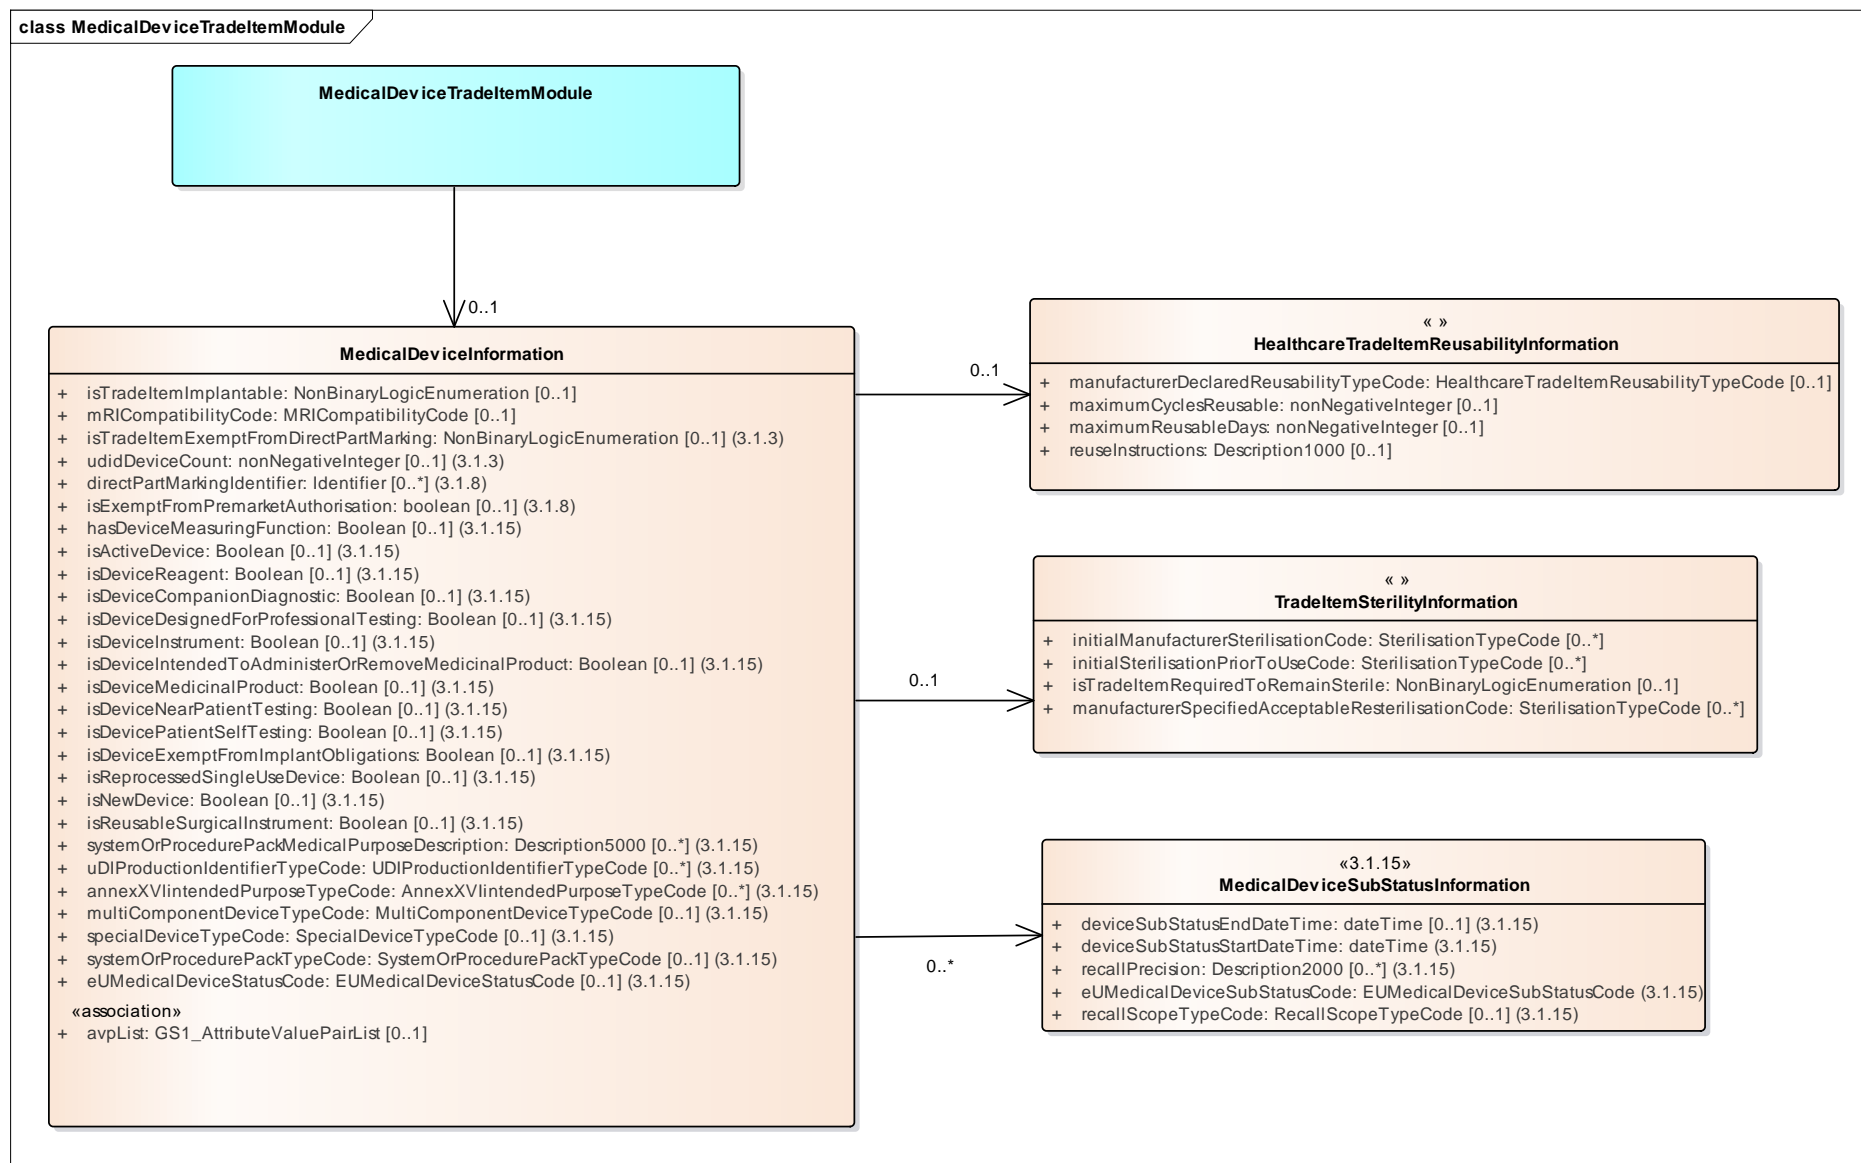 class MedicalDeviceTradeItemModule
MedicalDeviceTradeItemModule
0..1
MedicalDeviceInformation
+ isTradeItemImplantable: NonBinaryLogicEnumeration [0..1]
+ mRICompatibilityCode: MRICompatibilityCode [0..1]
+ isTradeItemExemptFromDirectPartMarking: NonBinaryLogicEnumeration [0..1] (3.1.3)
+ udidDeviceCount: nonNegativeInteger [0..1] (3.1.3)
+ directPartMarkingIdentifier: Identifier [0..*] (3.1.8)
+ isExemptFromPremarketAuthorisation: boolean [0..1] (3.1.8)
+ hasDeviceMeasuringFunction: Boolean [0..1] (3.1.15)
+ isActiveDevice: Boolean [0..1] (3.1.15)
+ isDeviceReagent: Boolean [0..1] (3.1.15)
+ isDeviceCompanionDiagnostic: Boolean [0..1] (3.1.15)
+ isDeviceDesignedForProfessionalTesting: Boolean [0..1] (3.1.15)
+ isDeviceInstrument: Boolean [0..1] (3.1.15)
+ isDeviceIntendedToAdministerOrRemoveMedicinalProduct: Boolean [0..1] (3.1.15)
+ isDeviceMedicinalProduct: Boolean [0..1] (3.1.15)
+ isDeviceNearPatientTesting: Boolean [0..1] (3.1.15)
+ isDevicePatientSelfTesting: Boolean [0..1] (3.1.15)
+ isDeviceExemptFromImplantObligations: Boolean [0..1] (3.1.15)
+ isReprocessedSingleUseDevice: Boolean [0..1] (3.1.15)
+ isNewDevice: Boolean [0..1] (3.1.15)
+ isReusableSurgicalInstrument: Boolean [0..1] (3.1.15)
+ systemOrProcedurePackMedicalPurposeDescription: Description5000 [0..*] (3.1.15)
+ uDIProductionIdentifierTypeCode: UDIProductionIdentifierTypeCode [0..*] (3.1.15)
+ annexXVIintendedPurposeTypeCode: AnnexXVIintendedPurposeTypeCode [0..*] (3.1.15)
+ multiComponentDeviceTypeCode: MultiComponentDeviceTypeCode [0..1] (3.1.15)
+ specialDeviceTypeCode: SpecialDeviceTypeCode [0..1] (3.1.15)
+ systemOrProcedurePackTypeCode: SystemOrProcedurePackTypeCode [0..1] (3.1.15)
+ eUMedicalDeviceStatusCode: EUMedicalDeviceStatusCode [0..1] (3.1.15)
«association»
+ avpList: GS1_AttributeValuePairList [0..1]
0..1
« »
HealthcareTradeItemReusabilityInformation
+ manufacturerDeclaredReusabilityTypeCode: HealthcareTradeItemReusabilityTypeCode [0..1]
+ maximumCyclesReusable: nonNegativeInteger [0..1]
+ maximumReusableDays: nonNegativeInteger [0..1]
+ reuseInstructions: Description1000 [0..1]
0..1
« »
TradeItemSterilityInformation
+ initialManufacturerSterilisationCode: SterilisationTypeCode [0..*]
+ initialSterilisationPriorToUseCode: SterilisationTypeCode [0..*]
+ isTradeItemRequiredToRemainSterile: NonBinaryLogicEnumeration [0..1]
+ manufacturerSpecifiedAcceptableResterilisationCode: SterilisationTypeCode [0..*]
0..*
«3.1.15»
MedicalDeviceSubStatusInformation
+ deviceSubStatusEndDateTime: dateTime [0..1] (3.1.15)
+ deviceSubStatusStartDateTime: dateTime (3.1.15)
+ recallPrecision: Description2000 [0..*] (3.1.15)
+ eUMedicalDeviceSubStatusCode: EUMedicalDeviceSubStatusCode (3.1.15)
+ recallScopeTypeCode: RecallScopeTypeCode [0..1] (3.1.15)